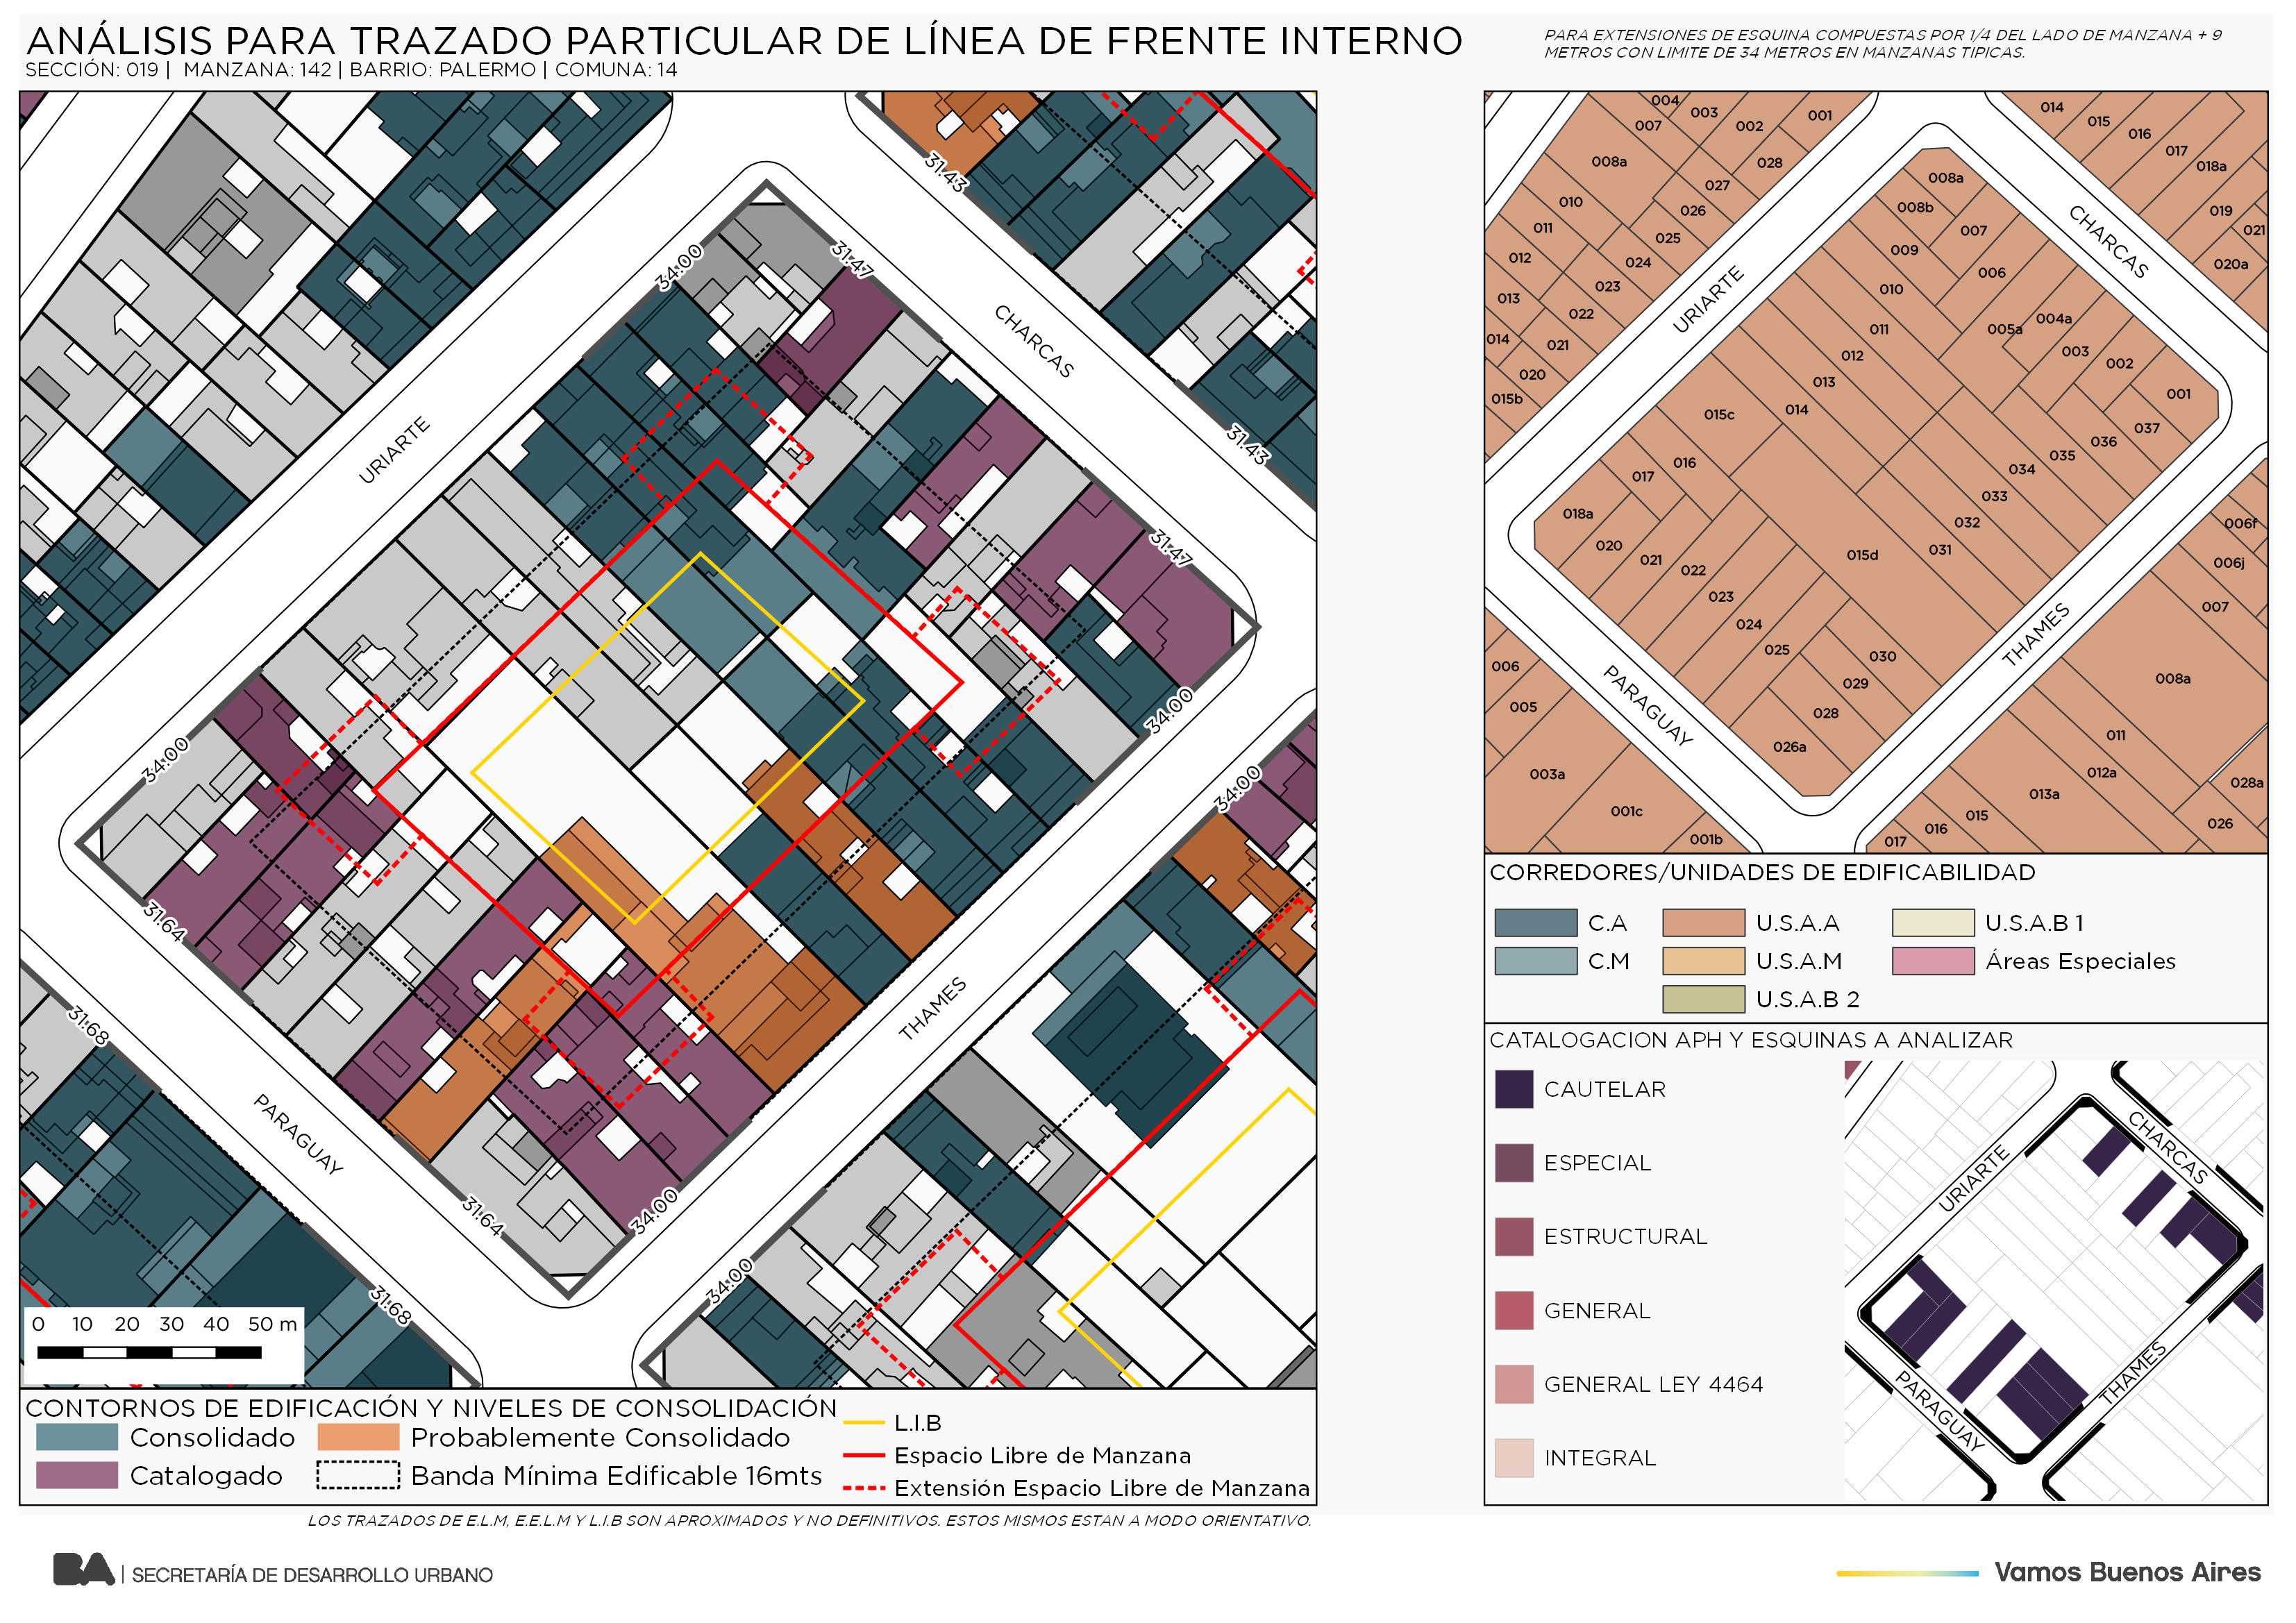 ANÁLISIS PARA TRAZADO PARTICULAR DE LÍNEA DE FRENTE INTERNO
SECCIÓN: 019 | MANZANA: 142 | BARRIO: PALERMO | COMUNA: 14
PARA EXTENSIONES DE ESQUINA COMPUESTAS POR 1/4 DEL LADO DE MANZANA + 9
METROS CON LIMITE DE 34 METROS EN MANZANAS TIPICAS.
31.43
34.00
31.47
CHARCAS
URIARTE
31.43
31.47
34.00
34.00
34.00
31.64
THAMES
31.68
PARAGUAY
31.64
34.00
34.00
31.68
0 10 20 30 40 50 m
CONTORNOS DE EDIFICACIÓN Y NIVELES DE CONSOLIDACIÓN
Consolidado
Probablemente Consolidado
Catalogado
Banda Mínima Edificable 16mts
L.I.B
Espacio Libre de Manzana
Extensión Espacio Libre de Manzana
LOS TRAZADOS DE E.L.M, E.E.L.M Y L.I.B SON APROXIMADOS Y NO DEFINITIVOS. ESTOS MISMOS ESTAN A MODO ORIENTATIVO.
004
003
001
007
002
008a
028
027
010
026
011
025
012
024
013
023
022
014
021
020
015b
014
015
016
017
018a
019
021
020a
CHARCAS
URIARTE
008a
008b
007
009
006
010
004a
005a
011
003
012
002
013
001
014
015c
037
036
035
016
034
017
033
018a
032
020
031
021
015d
022
023
024
025
030
029
028
026a
THAMES
PARAGUAY
006f
006j
007
008a
011
012a
028a
013a
015
026
016
017
006
005
003a
001c
001b
CORREDORES/UNIDADES DE EDIFICABILIDAD
C.A
U.S.A.A
U.S.A.B 1
C.M
U.S.A.M
Áreas Especiales
U.S.A.B 2
CATALOGACION APH Y ESQUINAS A ANALIZAR
CAUTELAR
ESPECIAL
ESTRUCTURAL
GENERAL
GENERAL LEY 4464
INTEGRAL
CHARCAS
URIARTE
THAMES
PARAGUAY
BA | SECRETARÍA DE DESARROLLO URBANO
Vamos Buenos Aires